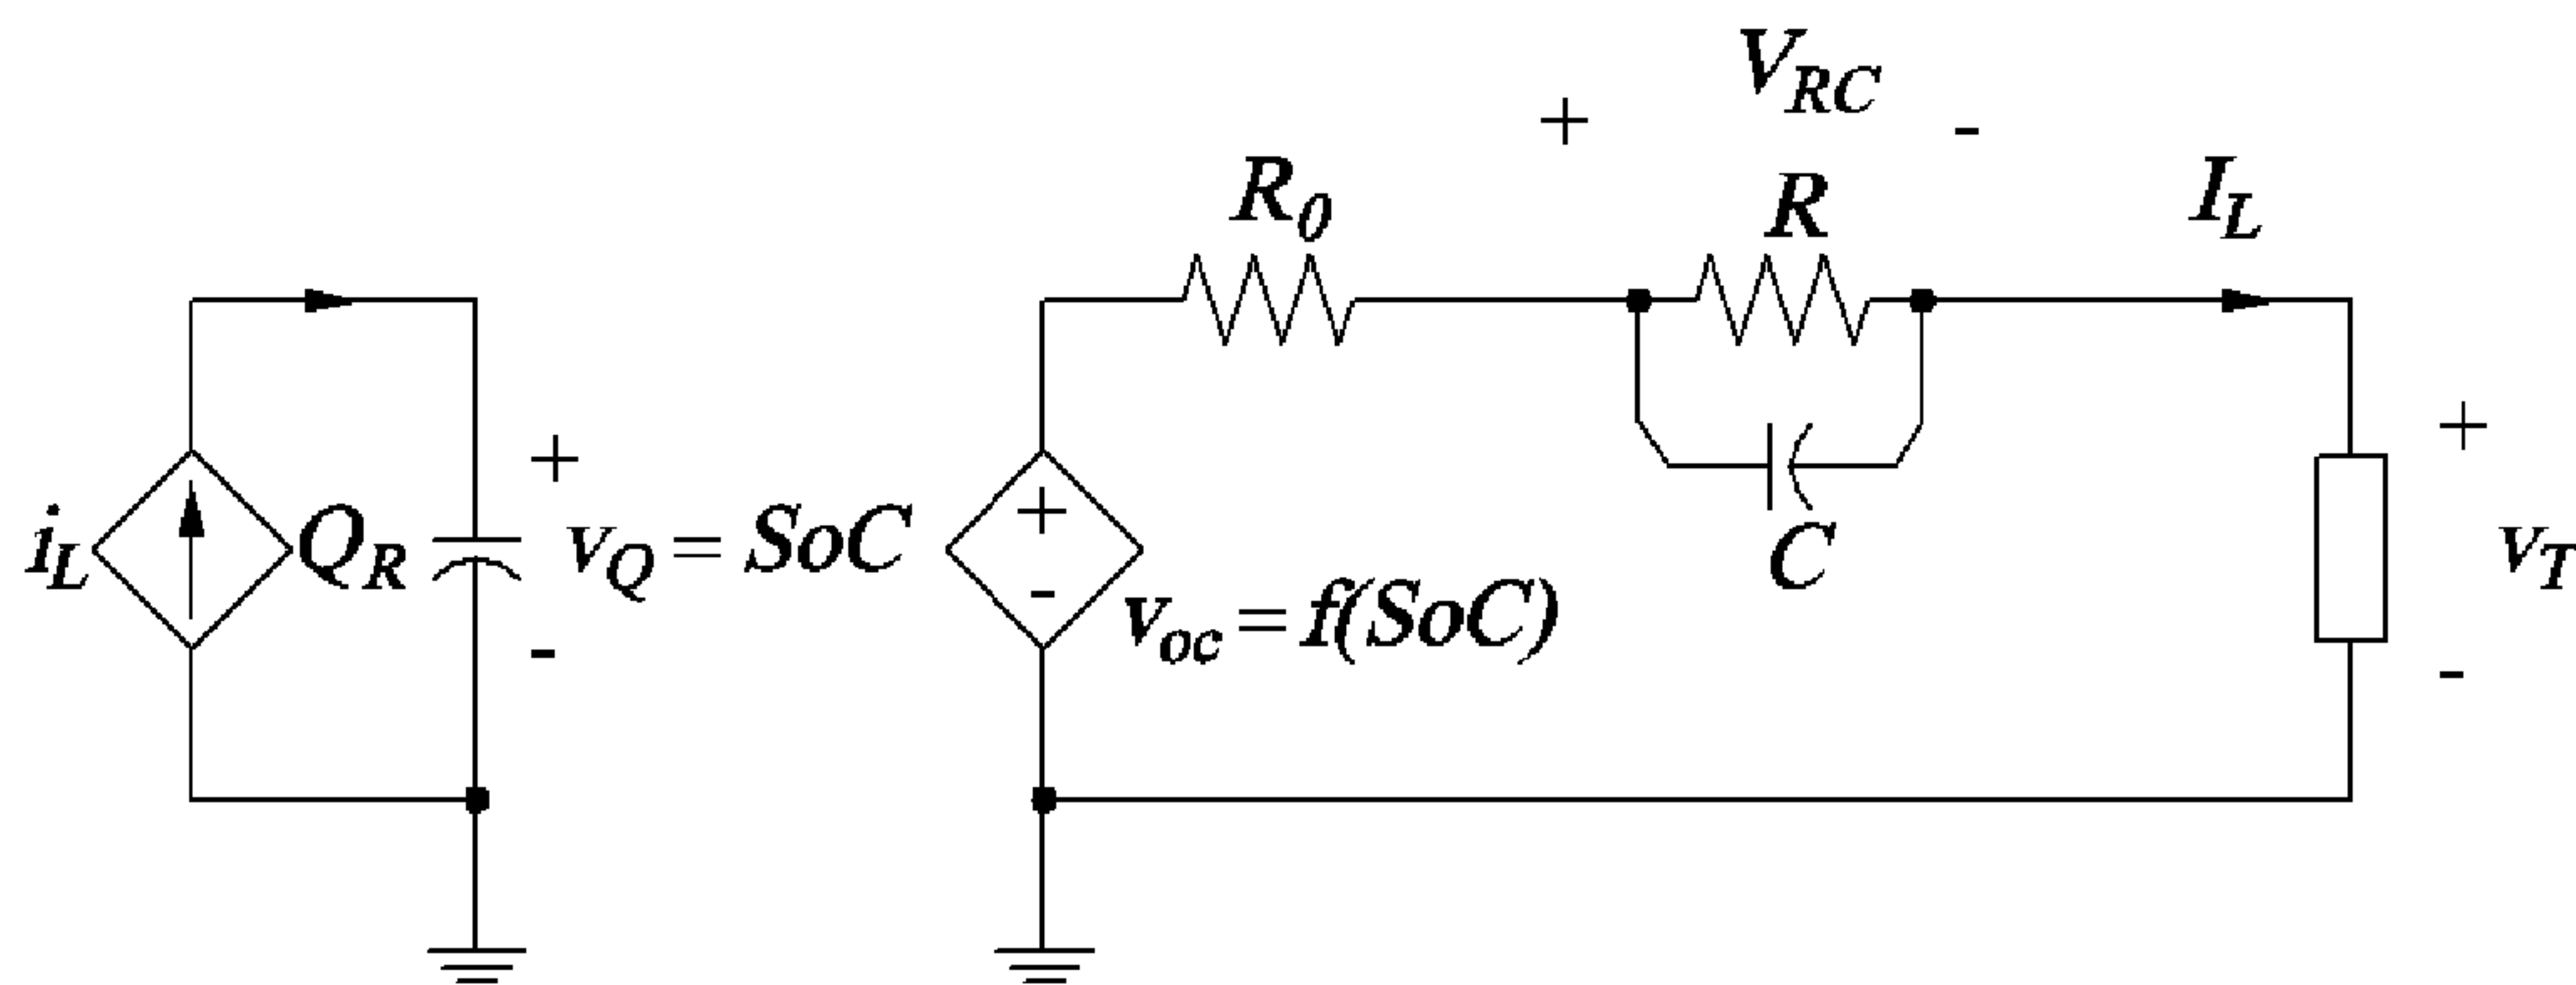 V_RC
+ -
R_0
R
I_L
+
+
i_L
Q_R
v_Q = SoC
+
-
v_oc = f(SoC)
C
v_T
-
-